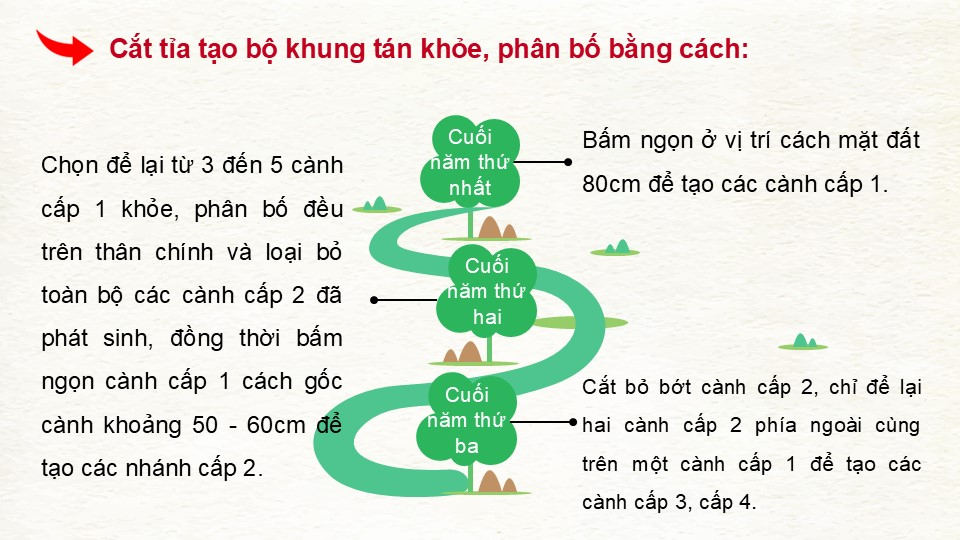 Cắt tỉa tạo bộ khung tán khỏe, phân bố bằng cách:
Cuối
năm thứ
nhất
Bấm ngọn ở vị trí cách mặt đất
80cm để tạo các cành cấp 1.
Chọn để lại từ 3 đến 5 cành
cấp 1 khỏe, phân bố đều
trên thân chính và loại bỏ
toàn bộ các cành cấp 2 đã
phát sinh, đồng thời bấm
ngọn cành cấp 1 cách gốc
cành khoảng 50 - 60cm để
tạo các nhánh cấp 2.
Cuối
năm thứ
hai
Cuối
năm thứ
ba
Cắt bỏ bớt cành cấp 2, chỉ để lại
hai cành cấp 2 phía ngoài cùng
trên một cành cấp 1 để tạo các
cành cấp 3, cấp 4.